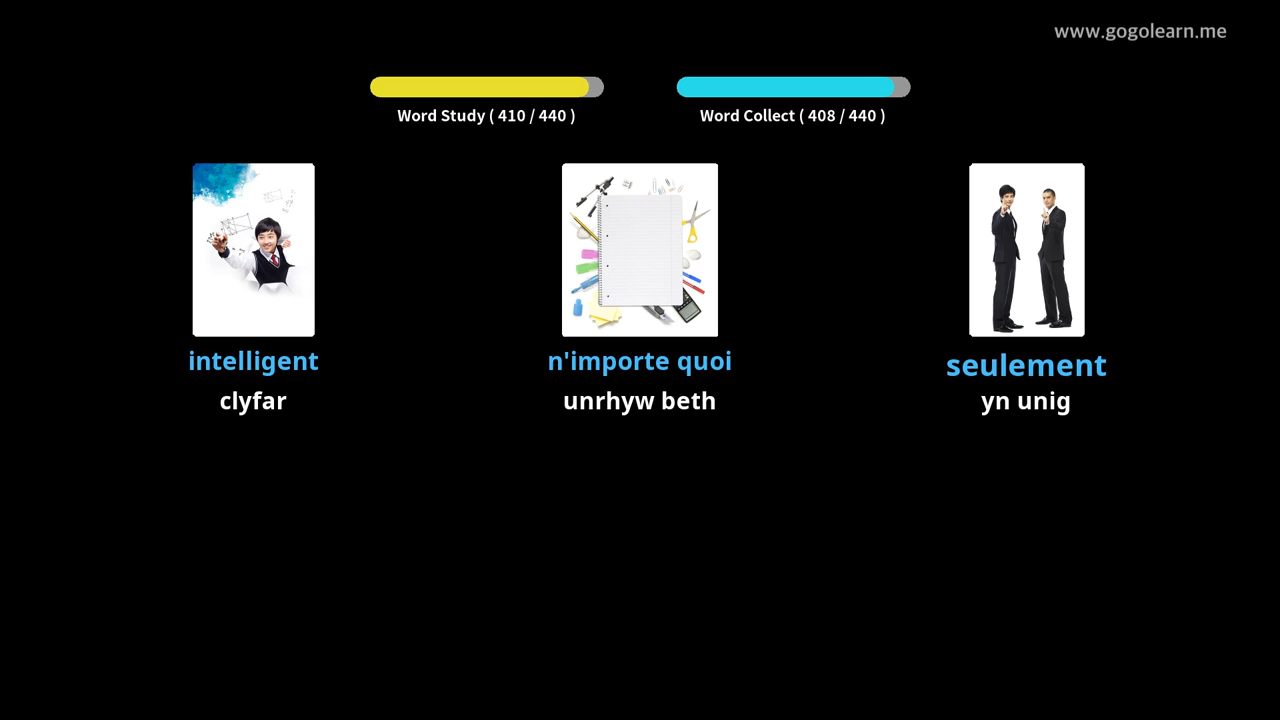 www.gogolearn.me
Word Study ( 410 / 440 )
Word Collect ( 408 / 440 )
intelligent
clyfar
n'importe quoi
unrhyw beth
seulement
yn unig